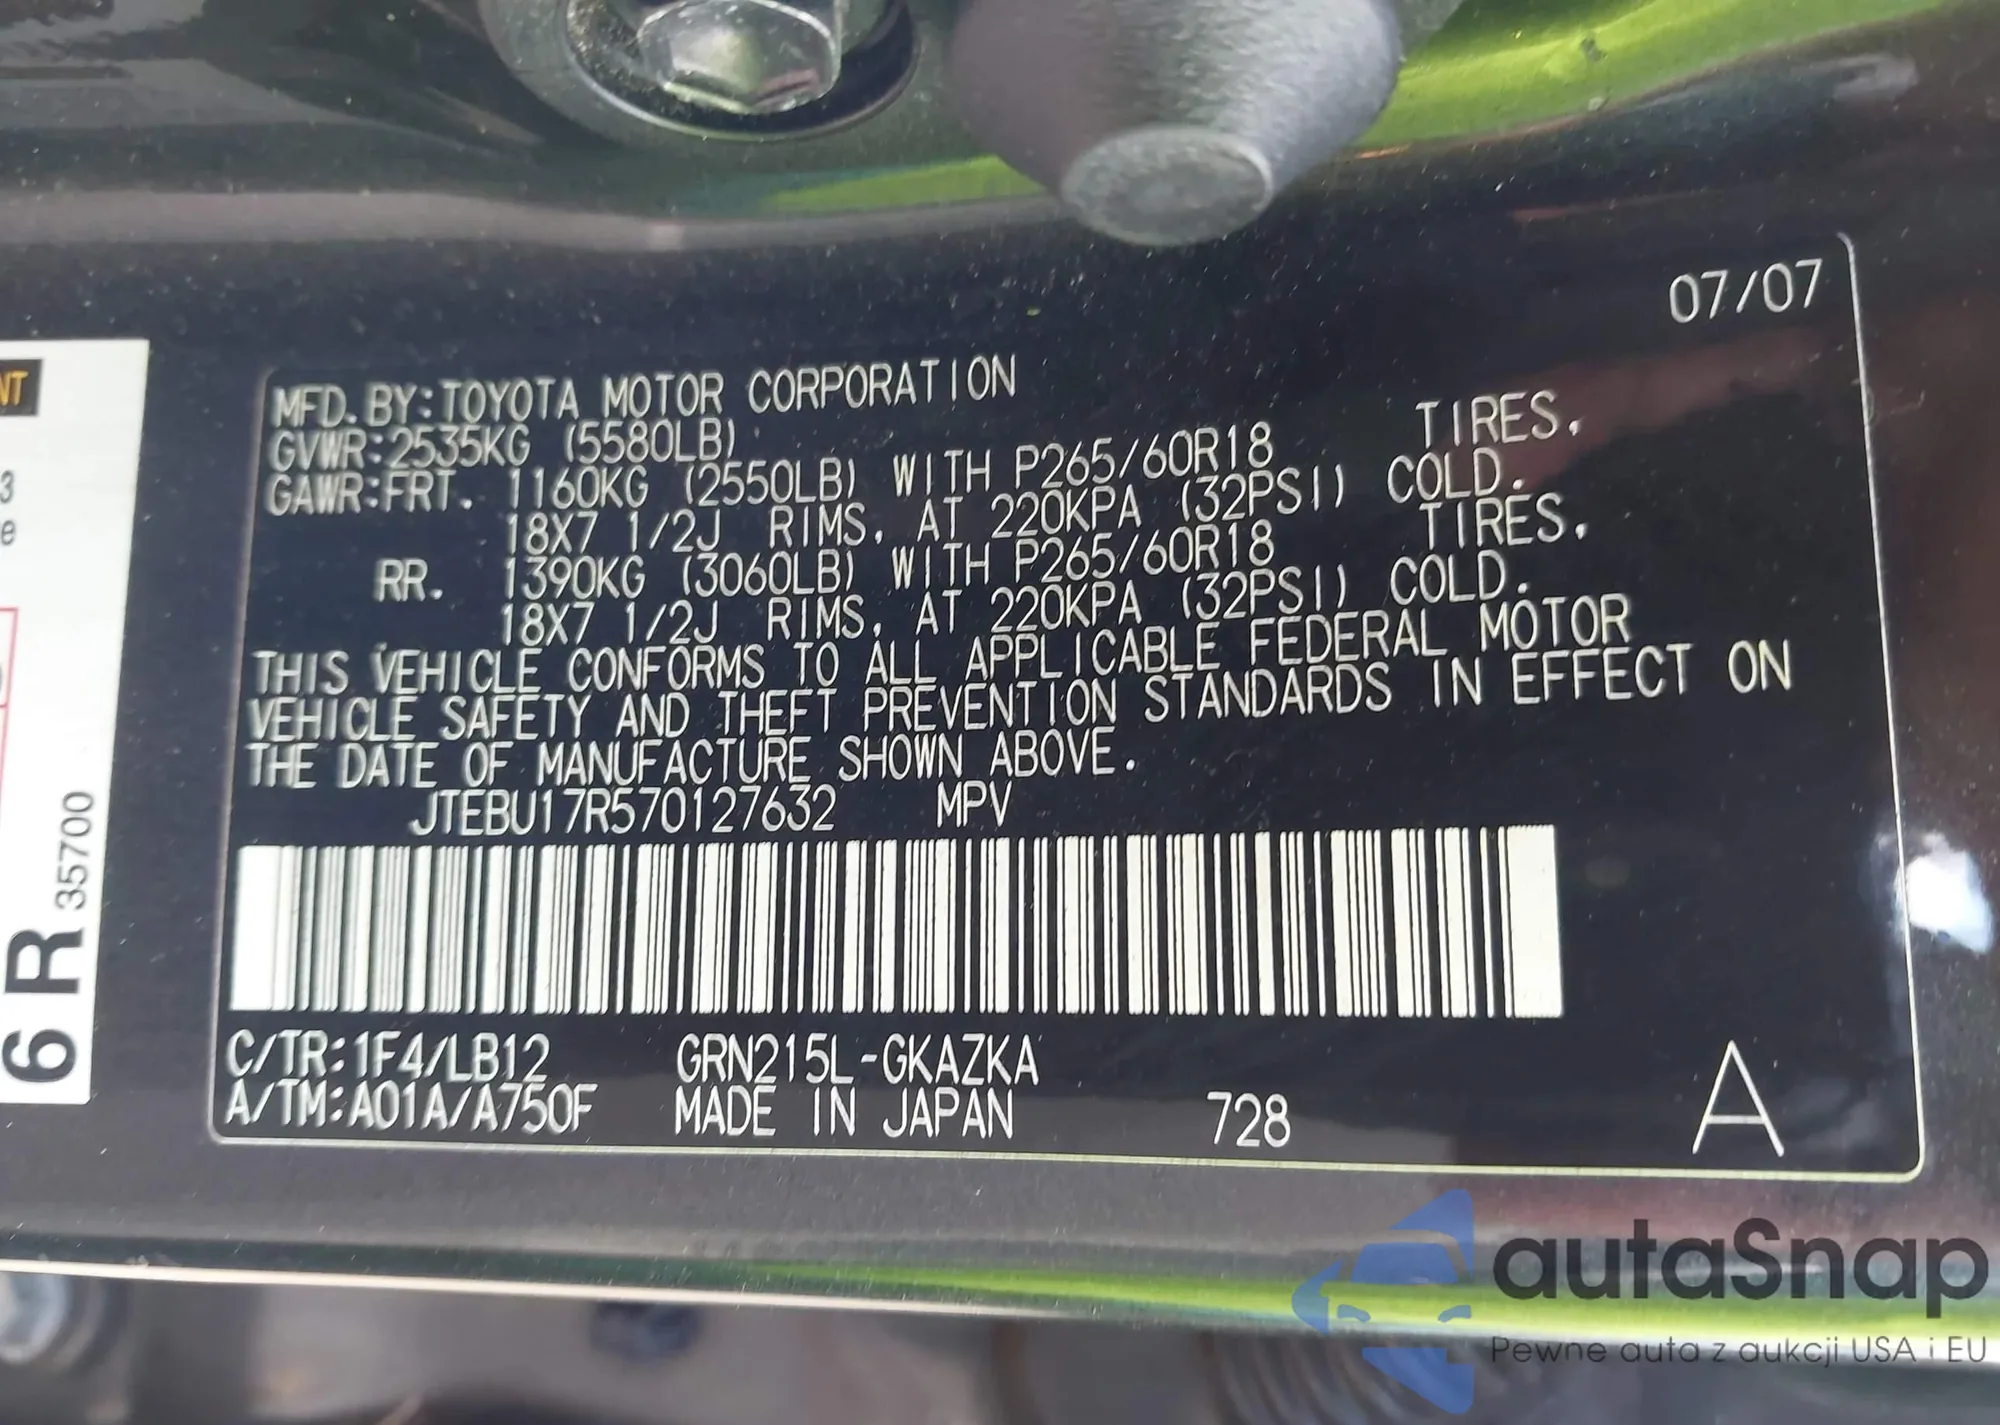 07/07
MFD. BY: TOYOTA MOTOR CORPORATION
GVWR: 2535KG (5580LB)
GAWR: FRT. 1160KG (2550LB) WITH P265/60R18 TIRES,
18X7 1/2J RIMS, AT 220KPA (32PSI) COLD.
RR. 1390KG (3060LB) WITH P265/60R18 TIRES,
18X7 1/2J RIMS, AT 220KPA (32PSI) COLD.
THIS VEHICLE CONFORMS TO ALL APPLICABLE FEDERAL MOTOR
VEHICLE SAFETY AND THEFT PREVENTION STANDARDS IN EFFECT ON
THE DATE OF MANUFACTURE SHOWN ABOVE.
JTEBU17R570127632 MPV
C/TR: 1F4/LB12 GRN215L-GKAZKA
A/TM: A01A/A750F MADE IN JAPAN 728 A
NT
3
e
6 R 35700
autaSnap
Pewne auta z aukcji USA i EU